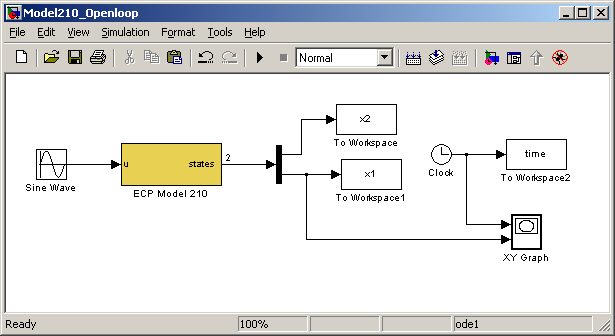 Model210_Openloop
File Edit View Simulation Format Tools Help
Normal
x2
To Workspace
u states
2
Sine Wave
ECP Model 210
x1
To Workspace1
Clock
time
To Workspace2
XY Graph
Ready 100% ode1